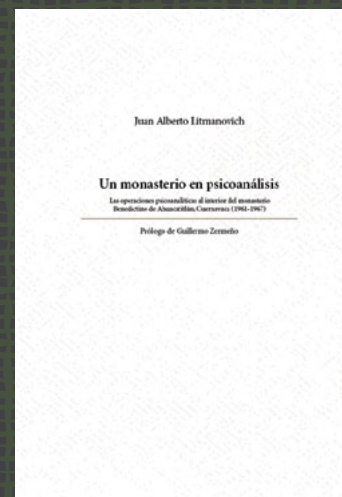 Juan Alberto Litmanovich
Un monasterio en psicoanálisis
Las operaciones psicoanalíticas al interior del monasterio
Benedictino de Ahuacatitlán, Cuernavaca (1961-1967)
Prólogo de Guillermo Zermeño